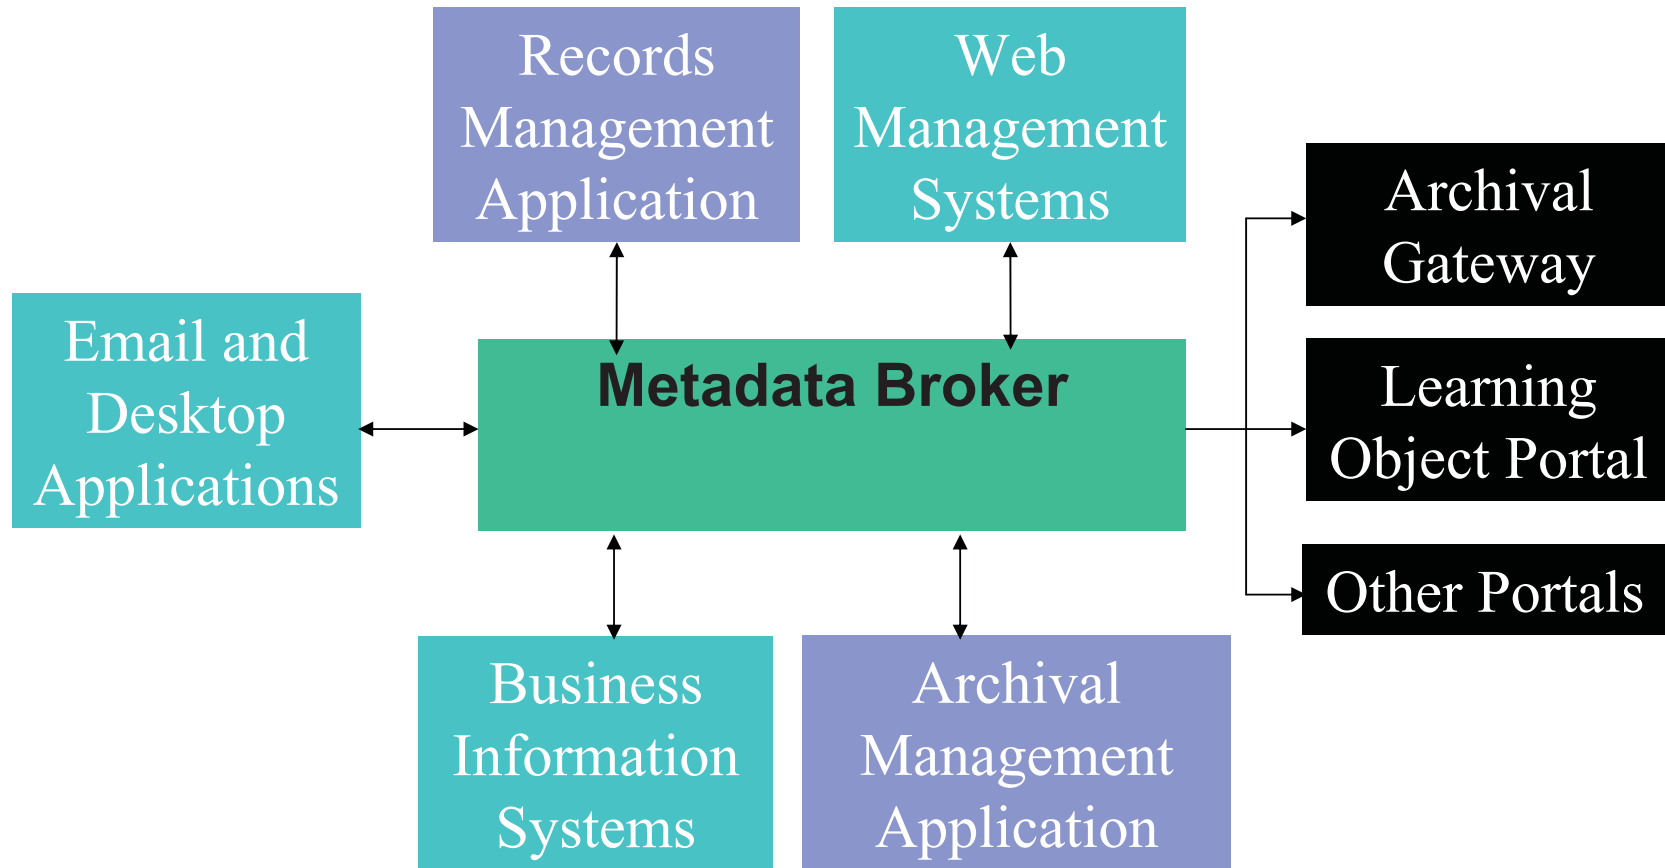 Records
Management
Application
Web
Management
Systems
Archival
Gateway
Email and
Desktop
Applications
Metadata Broker
Learning
Object Portal
Other Portals
Business
Information
Systems
Archival
Management
Application